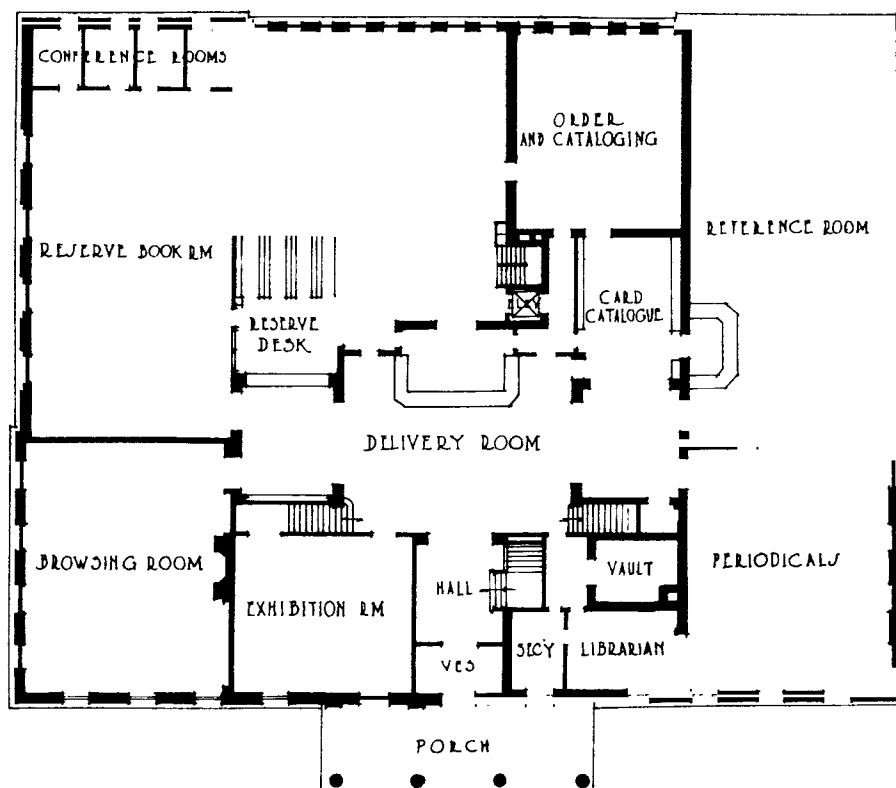 CONFERENCE ROOMS
ORDER
AND CATALOGING
RESERVE BOOK RM
REFERENCE ROOM
CARD
CATALOGUE
RESERVE
DESK
DELIVERY ROOM
BROWSING ROOM
EXHIBITION RM
HALL
VAULT
PERIODICALS
VES
SEC'Y
LIBRARIAN
PORCH